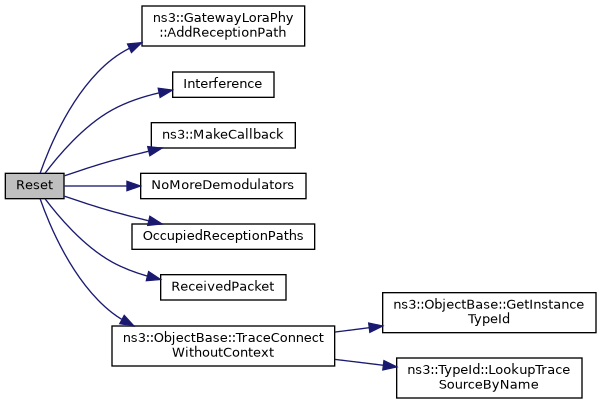 ns3::GatewayLoraPhy
::AddReceptionPath
Interference
ns3::MakeCallback
Reset
NoMoreDemodulators
OccupiedReceptionPaths
ReceivedPacket
ns3::ObjectBase::TraceConnect
WithoutContext
ns3::ObjectBase::GetInstance
TypeId
ns3::TypeId::LookupTrace
SourceByName